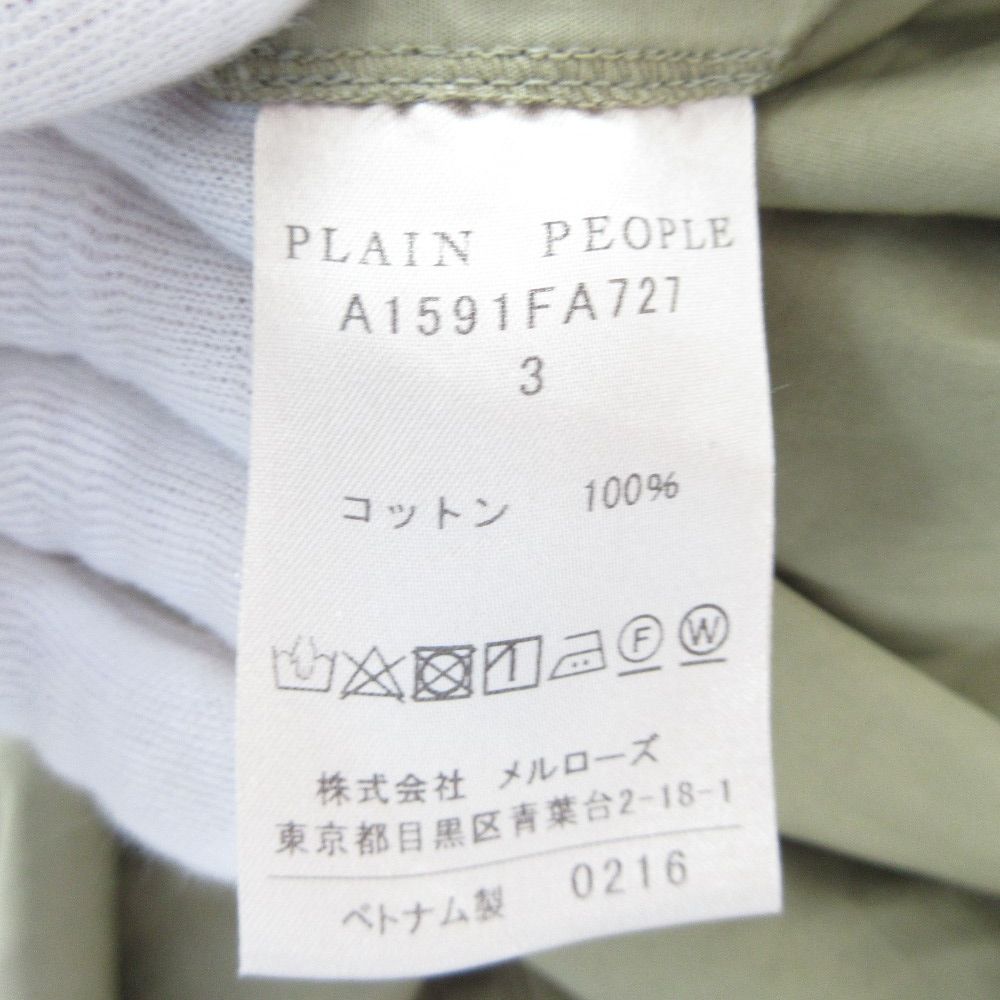 PLAIN PEOPLE
A1591FA727
3
コットン 100%
F W
株式会社 メルローズ
東京都目黒区青葉台2-18-1
ベトナム製 0216